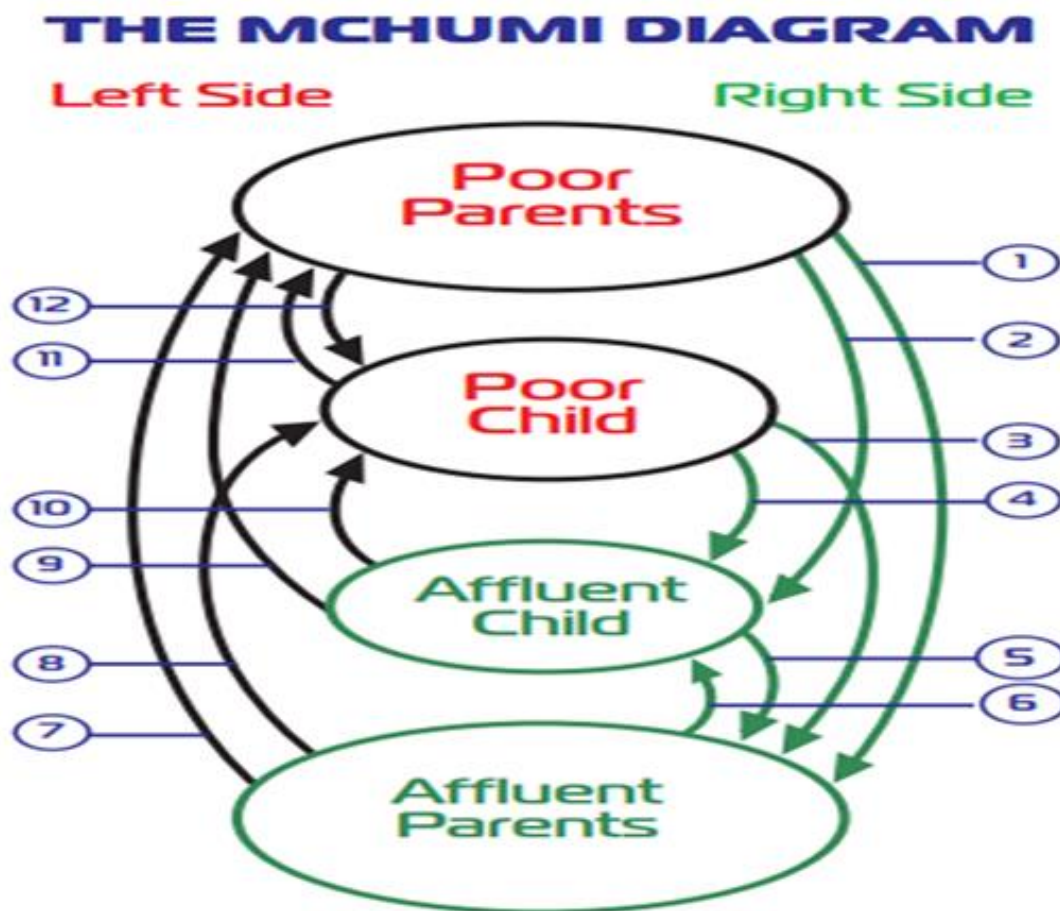 THE MCHUMI DIAGRAM
Left Side
Right Side
Poor
Parents
1
12
2
11
Poor
Child
3
4
10
9
Affluent
Child
5
8
6
7
Affluent
Parents